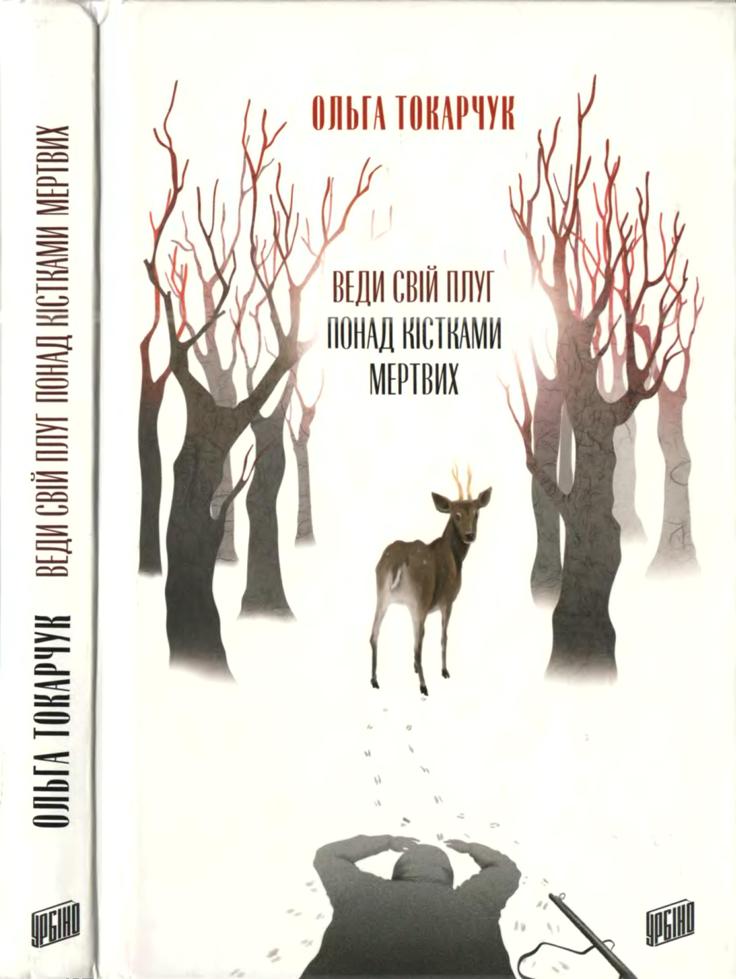 ОЛЬГА ТОКАРЧУК ВЕДИ СВІЙ ПЛУГ ПОНАД КІСТКАМИ МЕРТВИХ
УРБІНО
ОЛЬГА ТОКАРЧУК
ВЕДИ СВІЙ ПЛУГ
ПОНАД КІСТКАМИ
МЕРТВИХ
УРБІНО